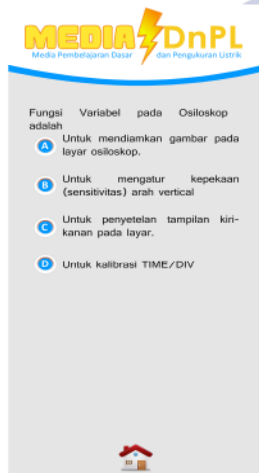 MEDIA DnPL
Media Pembelajaran Dasar dan Pengukuran Listrik
Fungsi Variabel pada Osiloskop
adalah
A Untuk mendiamkan gambar pada
layar osiloskop.
B Untuk mengatur kepekaan
(sensitivitas) arah vertical
C Untuk penyetelan tampilan kiri-
kanan pada layar.
D Untuk kalibrasi TIME/DIV